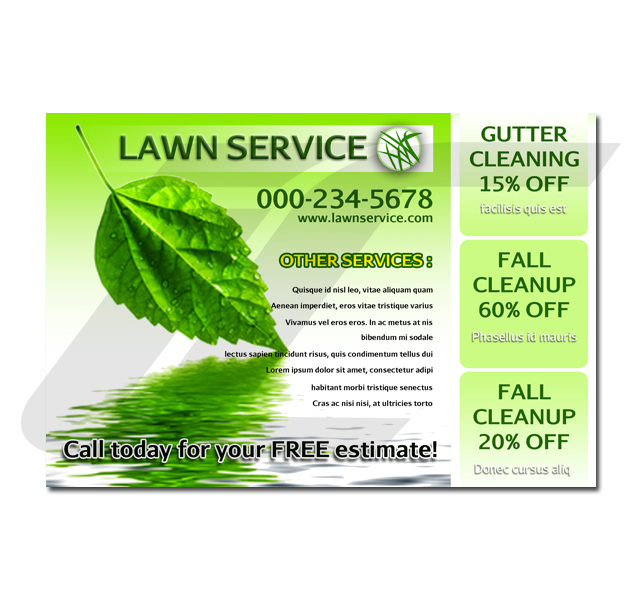 LAWN SERVICE
000-234-5678
www.lawnservice.com
OTHER SERVICES :
Quisque id nisl leo, vitae aliquam quam
Aenean imperdiet, eros vitae tristique varius
Vivamus vel eros eros. In ac metus at nis
bibendum mi sodale
lectus sapien tincidunt risus, quis condimentum tellus dui
Lorem ipsum dolor sit amet, consectetur adipi
habitant morbi tristique senectus
Cras ac nisi nisi, at ultricies torto
Call today for your FREE estimate!
GUTTER
CLEANING
15% OFF
facilisis quis est
FALL
CLEANUP
60% OFF
Phasellus id mauris
FALL
CLEANUP
20% OFF
Donec cursus aliq